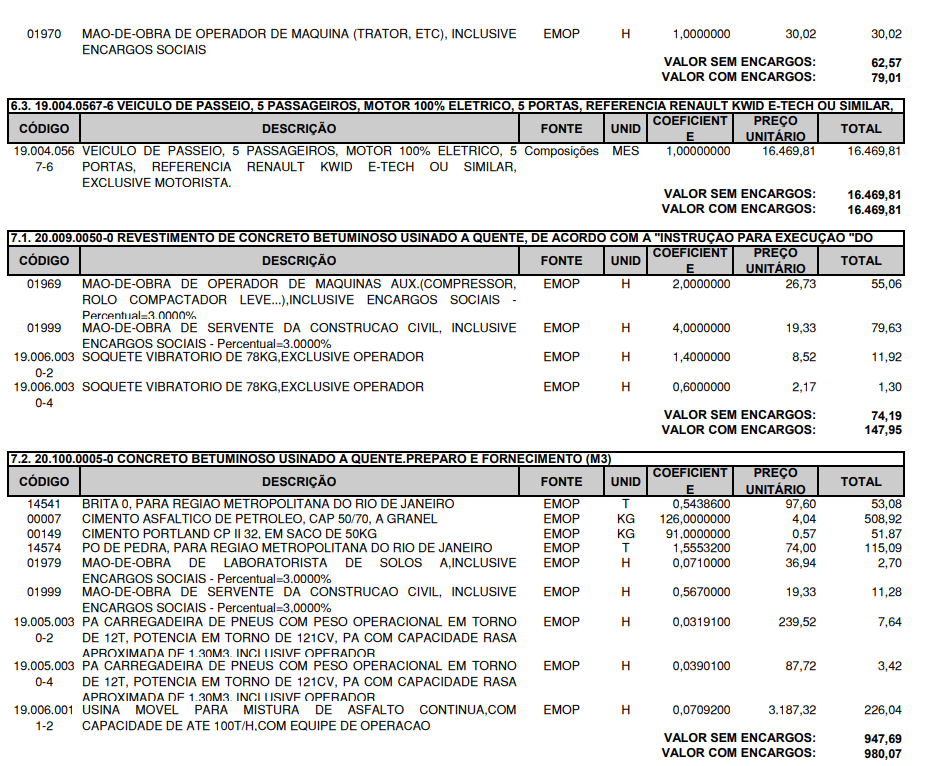 01970 MAO-DE-OBRA DE OPERADOR DE MAQUINA (TRATOR, ETC), INCLUSIVE EMOP H 1,0000000 30,02 30,02
ENCARGOS SOCIAIS
VALOR SEM ENCARGOS: 62,57
VALOR COM ENCARGOS: 79,01
6.3. 19.004.0567-6 VEICULO DE PASSEIO, 5 PASSAGEIROS, MOTOR 100% ELETRICO, 5 PORTAS, REFERENCIA RENAULT KWID E-TECH OU SIMILAR,
CÓDIGO DESCRIÇÃO FONTE UNID COEFICIENT PREÇO TOTAL
E UNITÁRIO
19.004.056 VEICULO DE PASSEIO, 5 PASSAGEIROS, MOTOR 100% ELETRICO, 5 Composições MES 1,00000000 16.469,81 16.469,81
7-6 PORTAS, REFERENCIA RENAULT KWID E-TECH OU SIMILAR,
EXCLUSIVE MOTORISTA.
VALOR SEM ENCARGOS: 16.469,81
VALOR COM ENCARGOS: 16.469,81
7.1. 20.009.0050-0 REVESTIMENTO DE CONCRETO BETUMINOSO USINADO A QUENTE, DE ACORDO COM A "INSTRUÇÃO PARA EXECUÇÃO "DO
CÓDIGO DESCRIÇÃO FONTE UNID COEFICIENT PREÇO TOTAL
E UNITÁRIO
01969 MAO-DE-OBRA DE OPERADOR DE MAQUINAS AUX.(COMPRESSOR, EMOP H 2,0000000 26,73 55,06
ROLO COMPACTADOR LEVE...),INCLUSIVE ENCARGOS SOCIAIS -
Percentual=3.0000%
01999 MAO-DE-OBRA DE SERVENTE DA CONSTRUCAO CIVIL, INCLUSIVE EMOP H 4,0000000 19,33 79,63
ENCARGOS SOCIAIS - Percentual=3.0000%
19.006.003 SOQUETE VIBRATORIO DE 78KG,EXCLUSIVE OPERADOR EMOP H 1,4000000 8,52 11,92
0-2
19.006.003 SOQUETE VIBRATORIO DE 78KG,EXCLUSIVE OPERADOR EMOP H 0,6000000 2,17 1,30
0-4
VALOR SEM ENCARGOS: 74,19
VALOR COM ENCARGOS: 147,95
7.2. 20.100.0005-0 CONCRETO BETUMINOSO USINADO A QUENTE.PREPARO E FORNECIMENTO (M3)
CÓDIGO DESCRIÇÃO FONTE UNID COEFICIENT PREÇO TOTAL
E UNITÁRIO
14541 BRITA 0, PARA REGIAO METROPOLITANA DO RIO DE JANEIRO EMOP T 0,5438600 97,60 53,08
00007 CIMENTO ASFALTICO DE PETROLEO, CAP 50/70, A GRANEL EMOP KG 126,0000000 4,04 508,92
00149 CIMENTO PORTLAND CP II 32, EM SACO DE 50KG EMOP KG 91,0000000 0,57 51,87
14574 PO DE PEDRA, PARA REGIAO METROPOLITANA DO RIO DE JANEIRO EMOP T 1,5553200 74,00 115,09
01979 MAO-DE-OBRA DE LABORATORISTA DE SOLOS A,INCLUSIVE EMOP H 0,0710000 36,94 2,70
ENCARGOS SOCIAIS - Percentual=3.0000%
01999 MAO-DE-OBRA DE SERVENTE DA CONSTRUCAO CIVIL, INCLUSIVE EMOP H 0,5670000 19,33 11,28
ENCARGOS SOCIAIS - Percentual=3,0000%
19.005.003 PA CARREGADEIRA DE PNEUS COM PESO OPERACIONAL EM TORNO EMOP H 0,0319100 239,52 7,64
0-2 DE 12T, POTENCIA EM TORNO DE 121CV, PA COM CAPACIDADE RASA
APROXIMADA DE 1,30M3, INCLUSIVE OPERADOR
19.005.003 PA CARREGADEIRA DE PNEUS COM PESO OPERACIONAL EM TORNO EMOP H 0,0390100 87,72 3,42
0-4 DE 12T, POTENCIA EM TORNO DE 121CV, PA COM CAPACIDADE RASA
APROXIMADA DE 1,30M3, INCLUSIVE OPERADOR
19.006.001 USINA MOVEL PARA MISTURA DE ASFALTO CONTINUA,COM EMOP H 0,0709200 3.187,32 226,04
1-2 CAPACIDADE DE ATE 100T/H,COM EQUIPE DE OPERACAO
VALOR SEM ENCARGOS: 947,69
VALOR COM ENCARGOS: 980,07